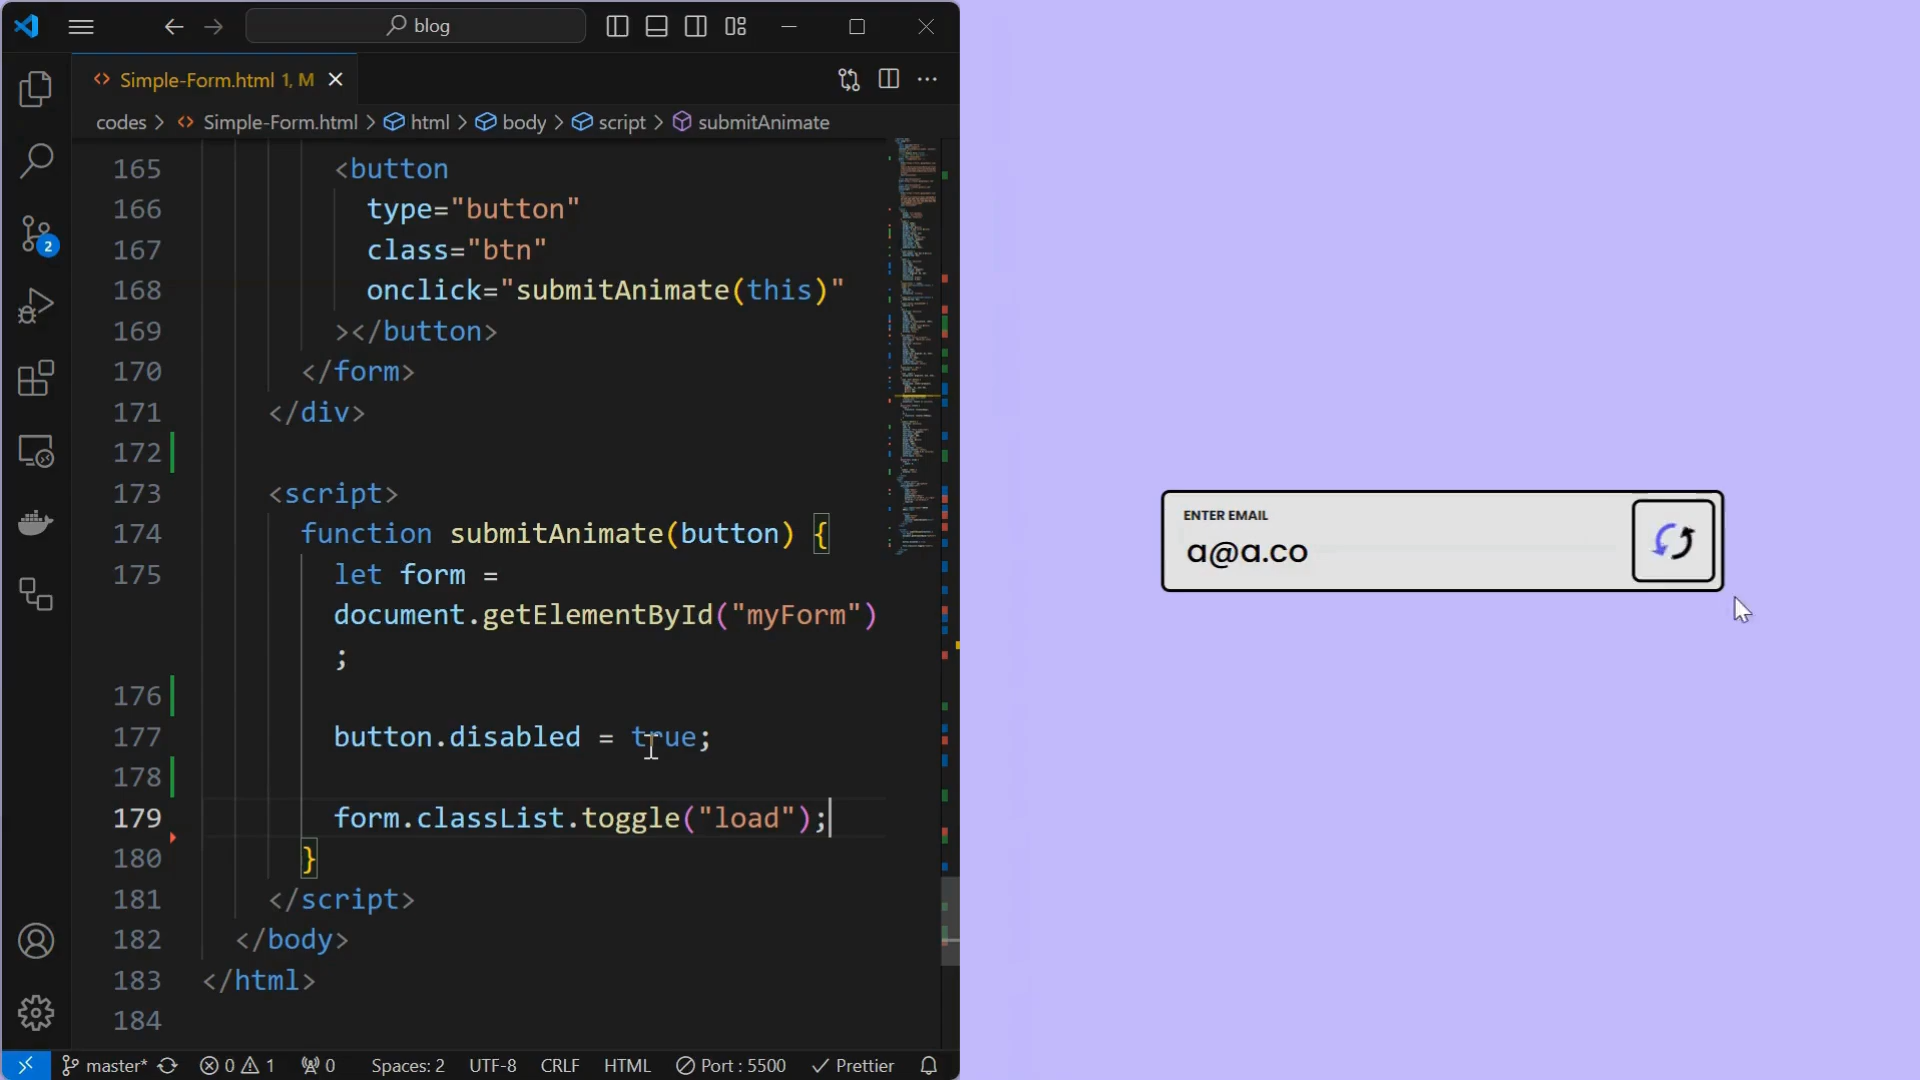 blog
Simple-Form.html 1, M
codes > Simple-Form.html > html > body > script > submitAnimate
165 <button
166 type="button"
167 class="btn"
168 onclick="submitAnimate(this)"
169 ></button>
170 </form>
171 </div>
172
173 <script>
174 function submitAnimate(button) {
175 let form =
document.getElementById("myForm")
;
176
177 button.disabled = true;
178
179 form.classList.toggle("load");
180 }
181 </script>
182 </body>
183 </html>
184
2
master* 0 1 0 Spaces: 2 UTF-8 CRLF HTML Port : 5500 Prettier
ENTER EMAIL
a@a.co